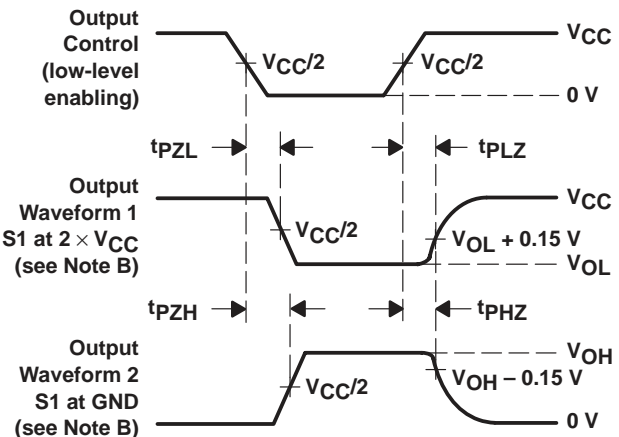 Output
Control
(low-level
enabling)
VCC/2
VCC/2
VCC
0 V
tPZL
tPLZ
Output
Waveform 1
S1 at 2 × VCC
(see Note B)
VCC/2
VCC
VOL + 0.15 V
VOL
tPZH
tPHZ
Output
Waveform 2
S1 at GND
(see Note B)
VCC/2
VOH
VOH – 0.15 V
0 V